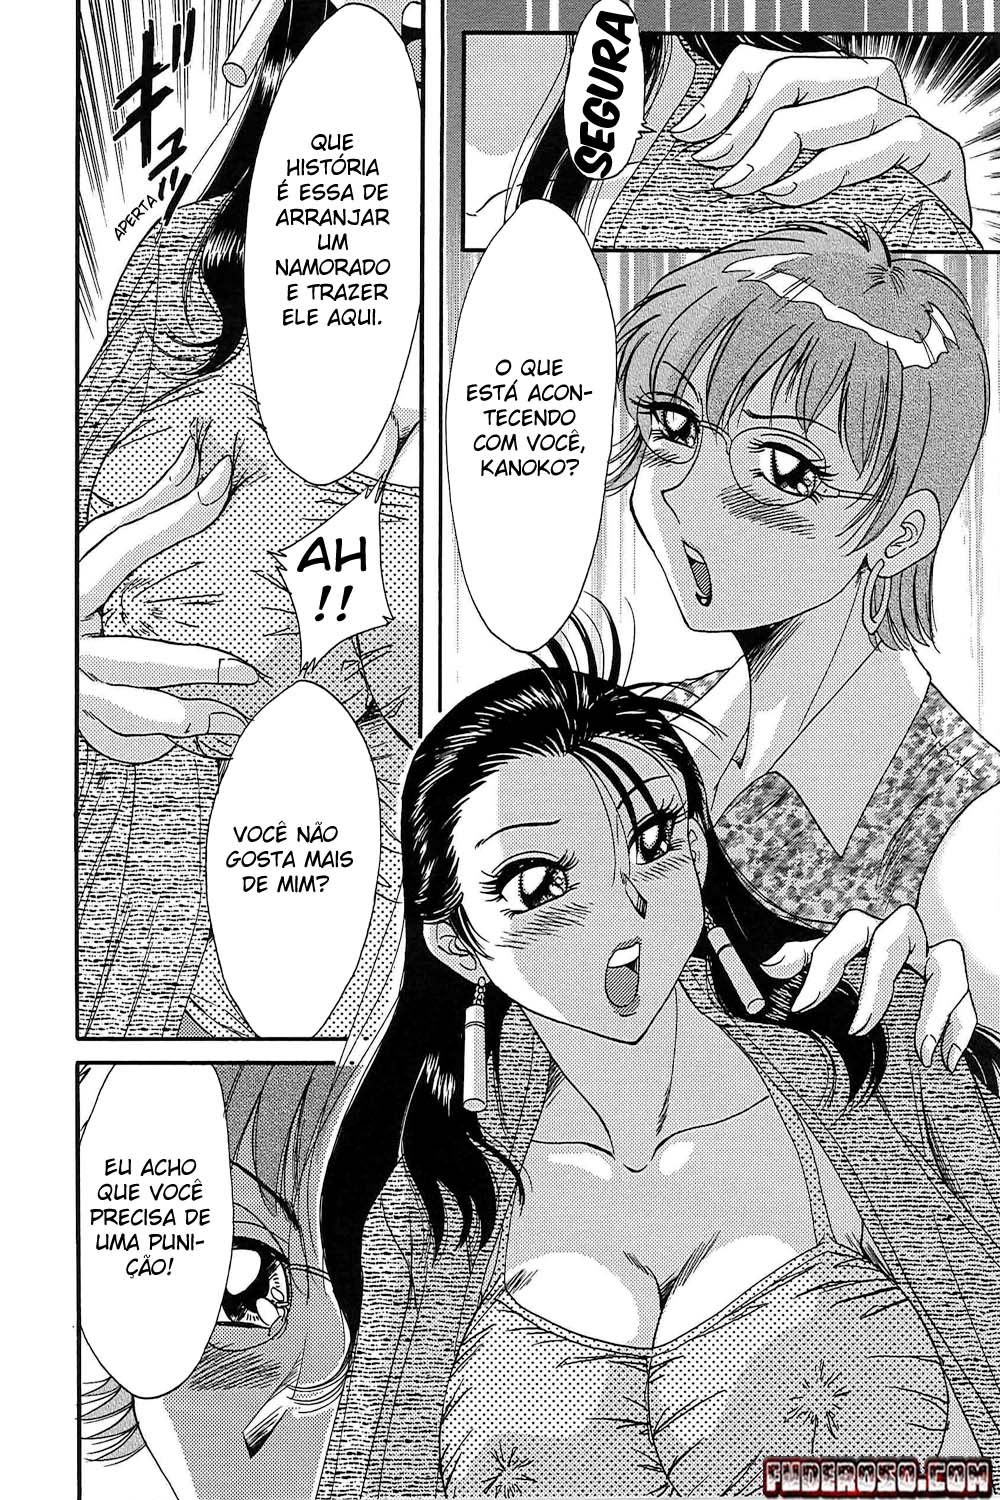 SEGURA
O QUE
ESTÁ ACON-
TECENDO
COM VOCÊ,
KANOKO?
QUE
HISTÓRIA
É ESSA DE
ARRANJAR
UM
NAMORADO
E TRAZER
ELE AQUI.
ギュッ
APERTA
AH
!!
VOCÊ NÃO
GOSTA MAIS
DE MIM?
EU ACHO
QUE VOCÊ
PRECISA DE
UMA PUNI-
ÇÃO!
FUDEROSO.COM